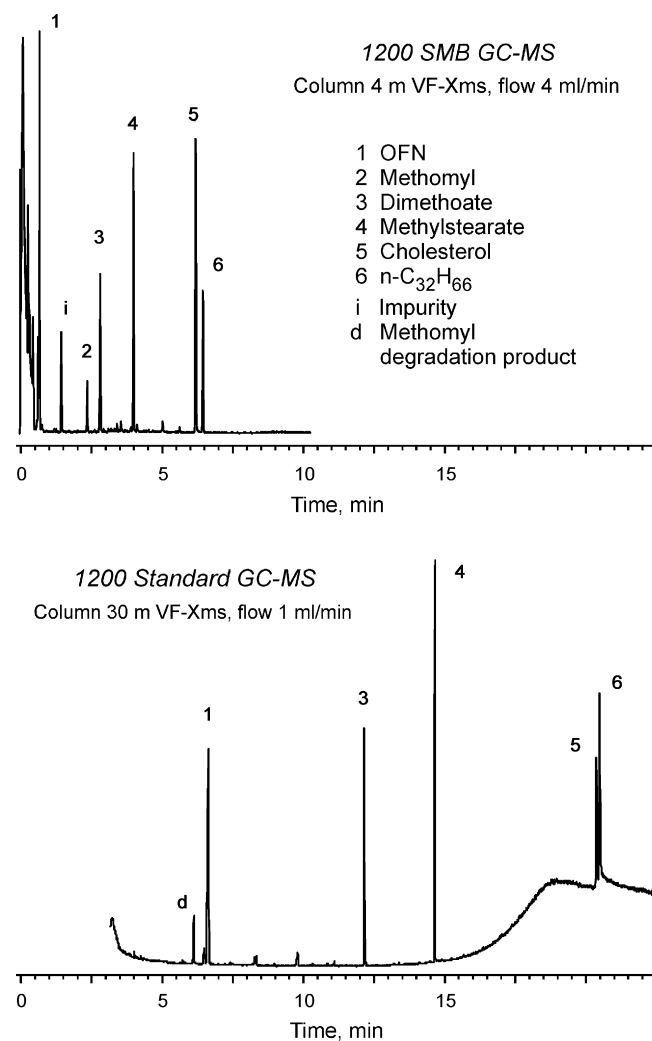 1
1200 SMB GC-MS
Column 4 m VF-Xms, flow 4 ml/min
4
5
3
6
i
2
1 OFN
2 Methomyl
3 Dimethoate
4 Methylstearate
5 Cholesterol
6 n-C32H66
i Impurity
d Methomyl
degradation product
0 5 10 15
Time, min
1200 Standard GC-MS
Column 30 m VF-Xms, flow 1 ml/min
4
6
3
1
5
d
0 5 10 15
Time, min